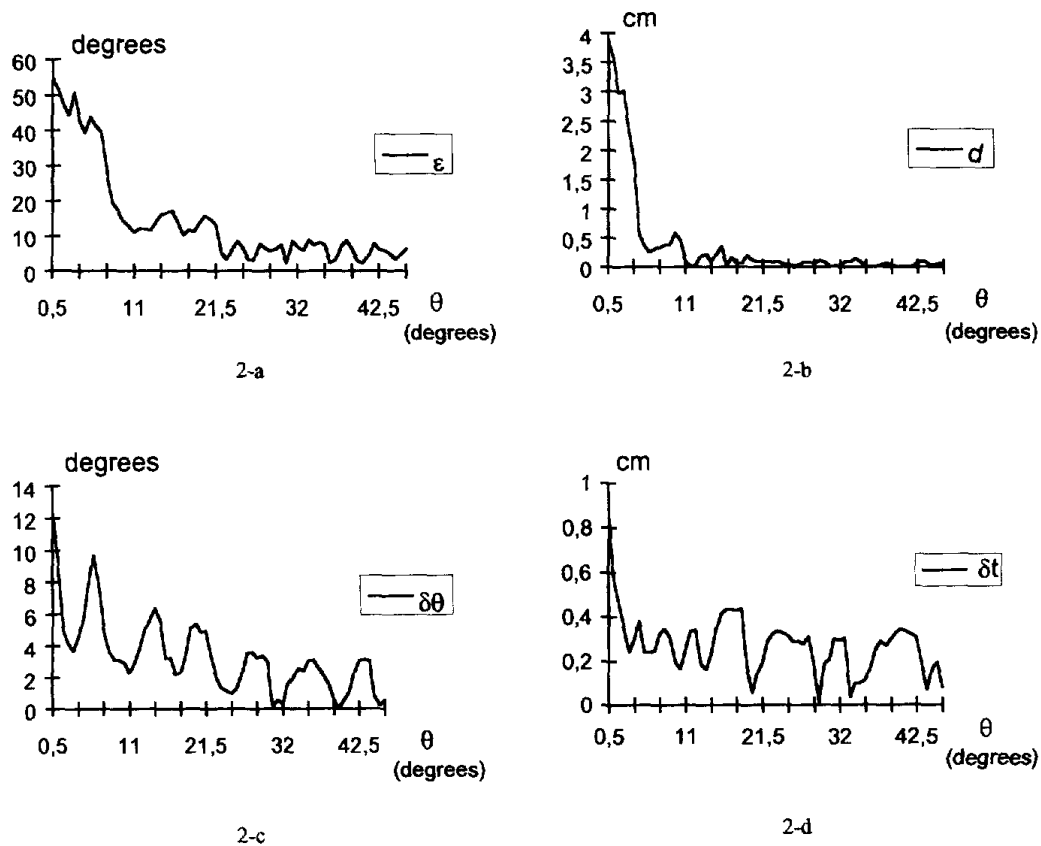 degrees
60
50
40
30
20
10
0
ε
0,5 11 21,5 32 42,5 θ
(degrees)
2-a
cm
4
3,5
3
2,5
2
1,5
1
0,5
0
d
0,5 11 21,5 32 42,5 θ
(degrees)
2-b
degrees
14
12
10
8
6
4
2
0
δθ
0,5 11 21,5 32 42,5 θ
(degrees)
2-c
cm
1
0,8
0,6
0,4
0,2
0
δt
0,5 11 21,5 32 42,5 θ
(degrees)
2-d